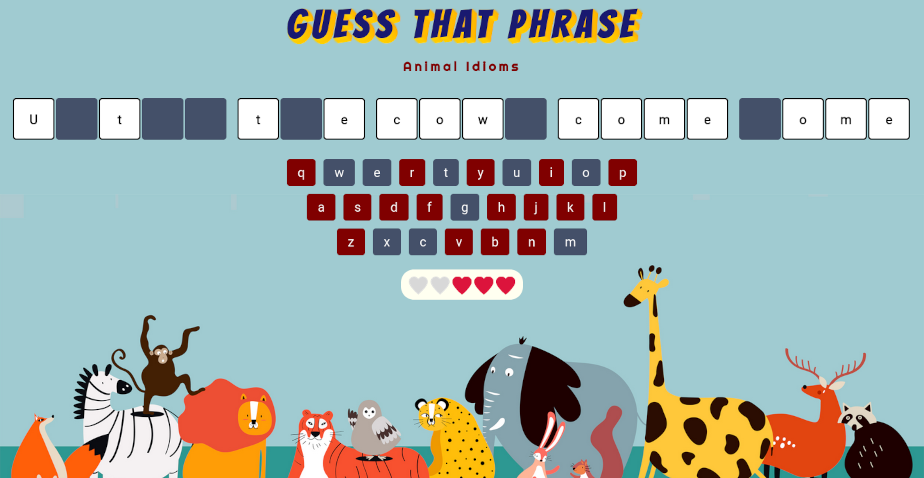 GUESS THAT PHRASE
Animal Idioms
U t t e c o w c o m e o m e
q w e r t y u i o p
a s d f g h j k l
z x c v b n m